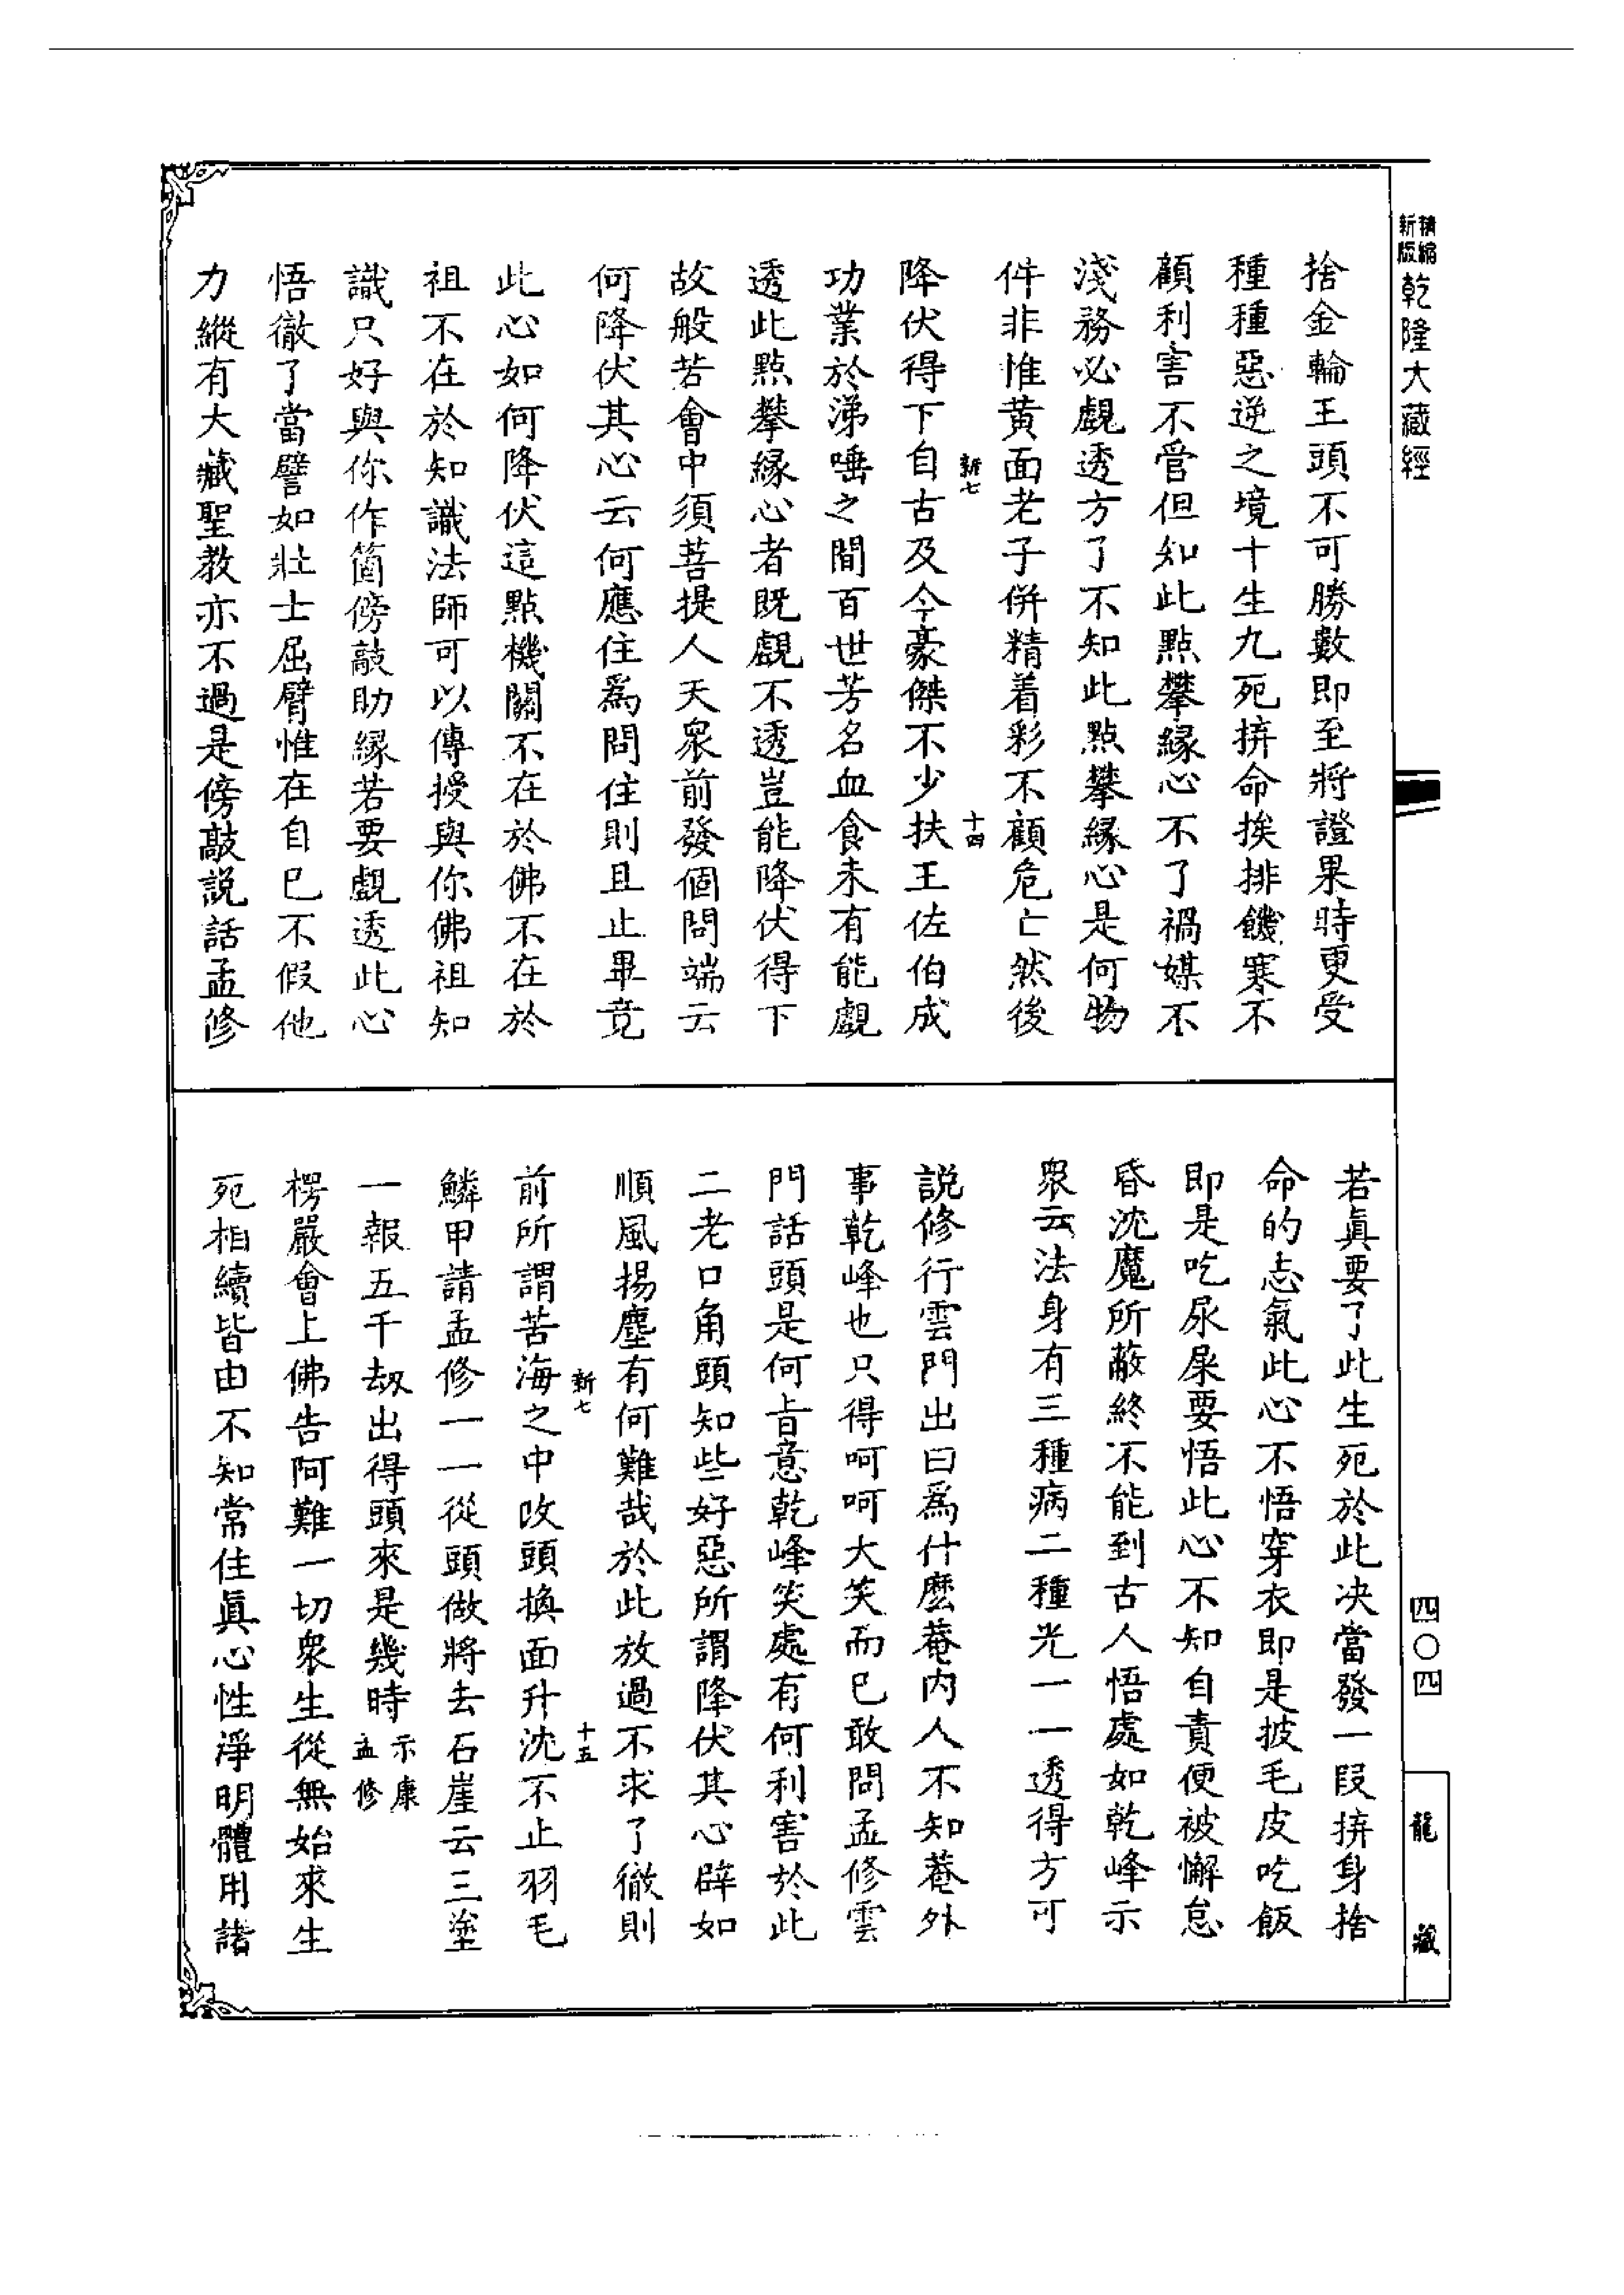 精縮新版 乾隆大藏經
捨金輪王頭不可勝數即至將證果時更受
種種惡逆之境十生九死拚命挨排饑寒不
顧利害不管但知此點攀緣心不了禍媒不
淺務必覷透方了不知此點攀緣心是何物
件非惟黄面老子併精着彩不顧危亡然後
新七 十四
降伏得下自古及今豪傑不少扶王佐伯成
功業於涕唾之間百世芳名血食未有能覷
透此點攀緣心者既覷不透豈能降伏得下
故般若會中須菩提人天衆前發個問端云
何降伏其心云何應住爲問住則且止畢竟
此心如何降伏這點機關不在於佛不在於
祖不在於知識法師可以傳授與你佛祖知
識只好與你作箇傍敲助緣若要覷透此心
悟徹了當譬如壯士屈臂惟在自巳不假他
力縱有大藏聖教亦不過是傍敲説話孟修
若眞要了此生死於此决當發一段拚身捨
命的志氣此心不悟穿衣即是披毛皮吃飯
即是吃尿屎要悟此心不知自責便被懈怠
昏沈魔所蔽終不能到古人悟處如乾峰示
衆云法身有三種病二種光一一透得方可
説修行雲門出曰爲什麽菴内人不知菴外
事乾峰也只得呵呵大笑而巳敢問孟修雲
門話頭是何旨意乾峰笑處有何利害於此
二老口角頭知些好惡所謂降伏其心辟如
順風揚塵有何難哉於此放過不求了徹則
新七 十五
前所謂苦海之中改頭換面升沈不止羽毛
鱗甲請孟修一一從頭做將去石崖云三塗
一報五千刼出得頭來是幾時示康孟修
楞嚴會上佛告阿難一切衆生從無始來生
死相續皆由不知常住眞心性淨明體用諸
四〇四
龍藏